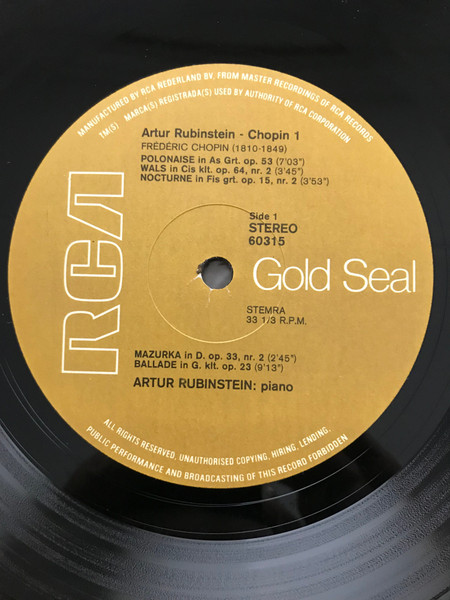 MANUFACTURED BY RCA NEDERLAND BV, FROM MASTER RECORDINGS OF RCA RECORDS
TM(S) MARCA(S) REGISTRADA(S) USED BY AUTHORITY OF RCA CORPORATION
Artur Rubinstein - Chopin 1
FRÉDÉRIC CHOPIN (1810-1849)
POLONAISE in As Grt. op. 53 (7'03")
WALS in Cis klt. op. 64, nr. 2 (3'45")
NOCTURNE in Fis grt. op. 15, nr. 2 (3'53")
RCA
Side 1
STEREO
60315
Gold Seal
STEMRA
33 1/3 R.P.M.
MAZURKA in D. op. 33, nr. 2 (2'45")
BALLADE in G. klt. op. 23 (9'13")
ARTUR RUBINSTEIN: piano
ALL RIGHTS RESERVED, UNAUTHORISED COPYING, HIRING, LENDING,
PUBLIC PERFORMANCE AND BROADCASTING OF THIS RECORD FORBIDDEN